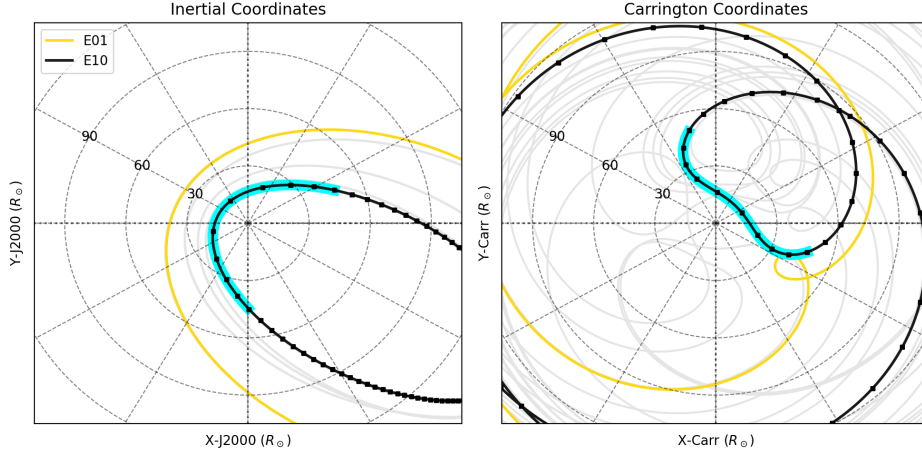 Inertial Coordinates
Carrington Coordinates
E01
E10
90
60
30
90
60
30
Y-J2000 (R⊙)
Y-Carr (R⊙)
X-J2000 (R⊙)
X-Carr (R⊙)